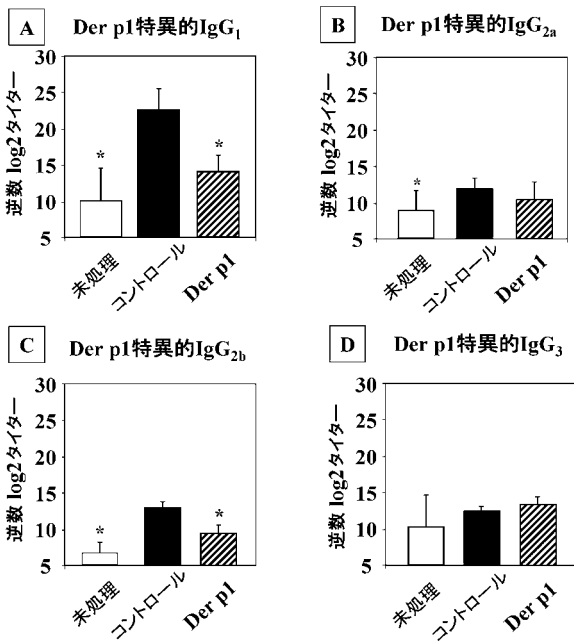 A Der p1特異的IgG1
逆数 log2タイター
30
25
20
15
10
5
*
*
未処理
コントロール
Der p1
B Der p1特異的IgG2a
逆数 log2タイター
30
25
20
15
10
5
*
未処理
コントロール
Der p1
C Der p1特異的IgG2b
逆数 log2タイター
30
25
20
15
10
5
*
*
未処理
コントロール
Der p1
D Der p1特異的IgG3
逆数 log2タイター
30
25
20
15
10
5
未処理
コントロール
Der p1